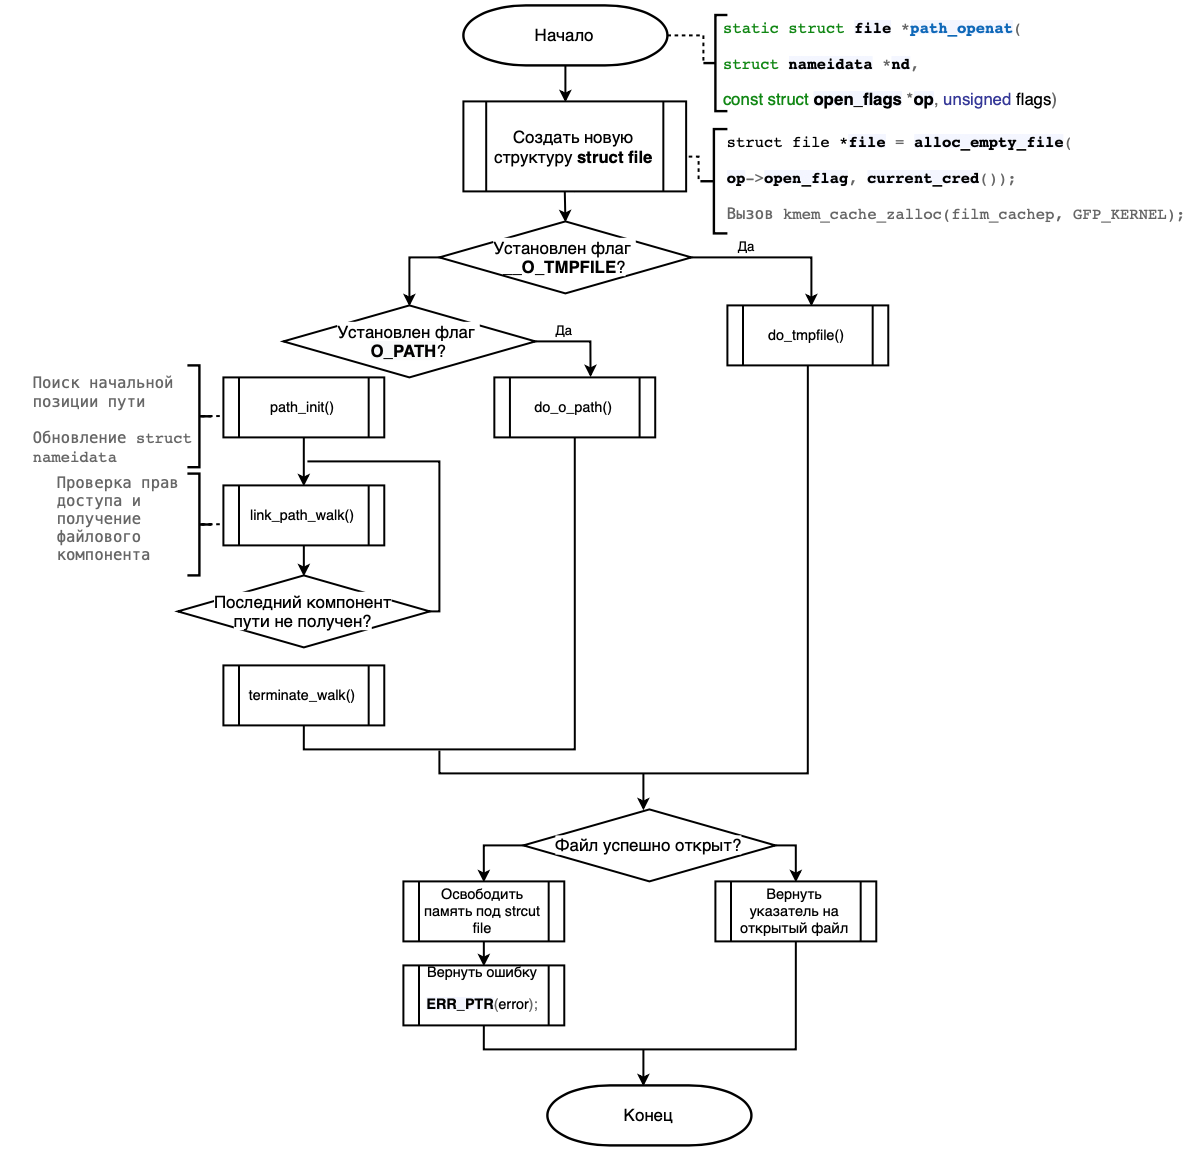 Начало
static struct file *path_openat(
struct nameidata *nd,
const struct open_flags *op, unsigned flags)
Создать новую
структуру struct file
struct file *file = alloc_empty_file(
op->open_flag, current_cred());
Вызов kmem_cache_zalloc(film_cachep, GFP_KERNEL);
Установлен флаг
__O_TMPFILE?
Да
do_tmpfile()
Установлен флаг
O_PATH?
Да
do_o_path()
Поиск начальной
позиции пути
Обновление struct
nameidata
path_init()
Проверка прав
доступа и
получение
файлового
компонента
link_path_walk()
Последний компонент
пути не получен?
terminate_walk()
Файл успешно открыт?
Освободить
память под strcut
file
Вернуть
указатель на
открытый файл
Вернуть ошибку
ERR_PTR(error);
Конец